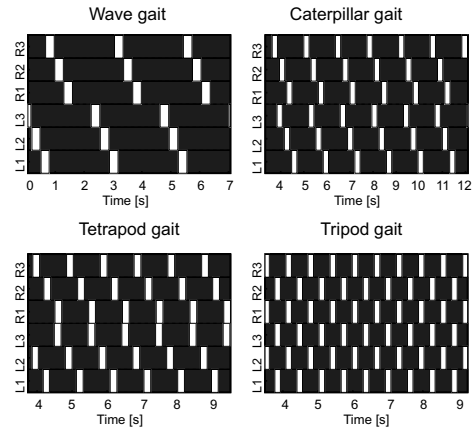 Wave gait
Caterpillar gait
R3
R2
R1
L3
L2
L1
0 1 2 3 4 5 6 7
Time [s]
R3
R2
R1
L3
L2
L1
4 5 6 7 8 9 10 11 12
Time [s]
Tetrapod gait
Tripod gait
R3
R2
R1
L3
L2
L1
4 5 6 7 8 9
Time [s]
R3
R2
R1
L3
L2
L1
4 5 6 7 8 9
Time [s]